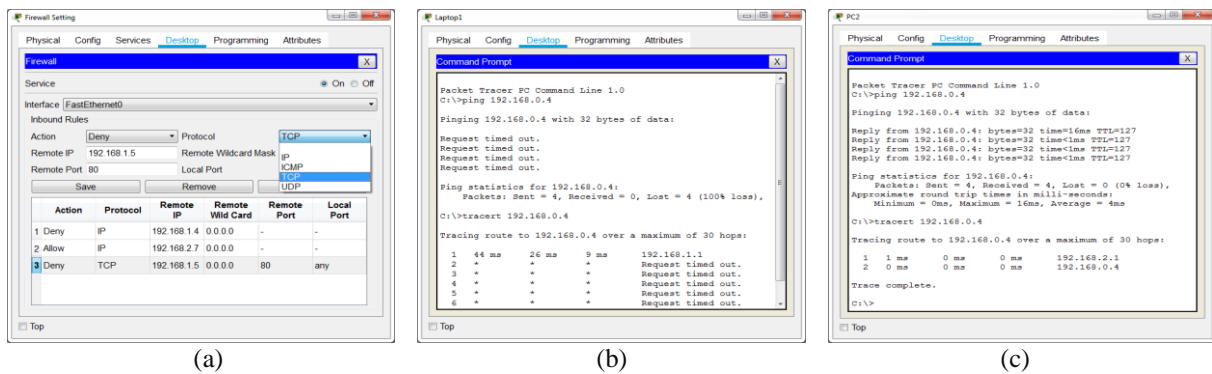 Firewall Setting
Physical Config Services Desktop Programming Attributes
Firewall X
Service On Off
Interface FastEthernet0
Inbound Rules
Action Deny Protocol TCP
IP
ICMP
TCP
UDP
Remote IP 192.168.1.5 Remote Wildcard Mask
Remote Port 80 Local Port
Save Remove
Action Protocol Remote IP Remote Wild Card Remote Port Local Port
1 Deny IP 192.168.1.4 0.0.0.0 - -
2 Allow IP 192.168.2.7 0.0.0.0 - -
3 Deny TCP 192.168.1.5 0.0.0.0 80 any
Top
(a)
Laptop1
Physical Config Desktop Programming Attributes
Command Prompt X
Packet Tracer PC Command Line 1.0
C:\>ping 192.168.0.4
Pinging 192.168.0.4 with 32 bytes of data:
Request timed out.
Request timed out.
Request timed out.
Request timed out.
Ping statistics for 192.168.0.4:
Packets: Sent = 4, Received = 0, Lost = 4 (100% loss),
C:\>tracert 192.168.0.4
Tracing route to 192.168.0.4 over a maximum of 30 hops:
1 44 ms 26 ms 9 ms 192.168.1.1
2 * * * Request timed out.
3 * * * Request timed out.
4 * * * Request timed out.
5 * * * Request timed out.
6 * * * Request timed out.
Top
(b)
PC2
Physical Config Desktop Programming Attributes
Command Prompt X
Packet Tracer PC Command Line 1.0
C:\>ping 192.168.0.4
Pinging 192.168.0.4 with 32 bytes of data:
Reply from 192.168.0.4: bytes=32 time=16ms TTL=127
Reply from 192.168.0.4: bytes=32 time<1ms TTL=127
Reply from 192.168.0.4: bytes=32 time<1ms TTL=127
Reply from 192.168.0.4: bytes=32 time<1ms TTL=127
Ping statistics for 192.168.0.4:
Packets: Sent = 4, Received = 4, Lost = 0 (0% loss),
Approximate round trip times in milli-seconds:
Minimum = 0ms, Maximum = 16ms, Average = 4ms
C:\>tracert 192.168.0.4
Tracing route to 192.168.0.4 over a maximum of 30 hops:
1 1 ms 0 ms 0 ms 192.168.2.1
2 0 ms 0 ms 0 ms 192.168.0.4
Trace complete.
C:\>
Top
(c)